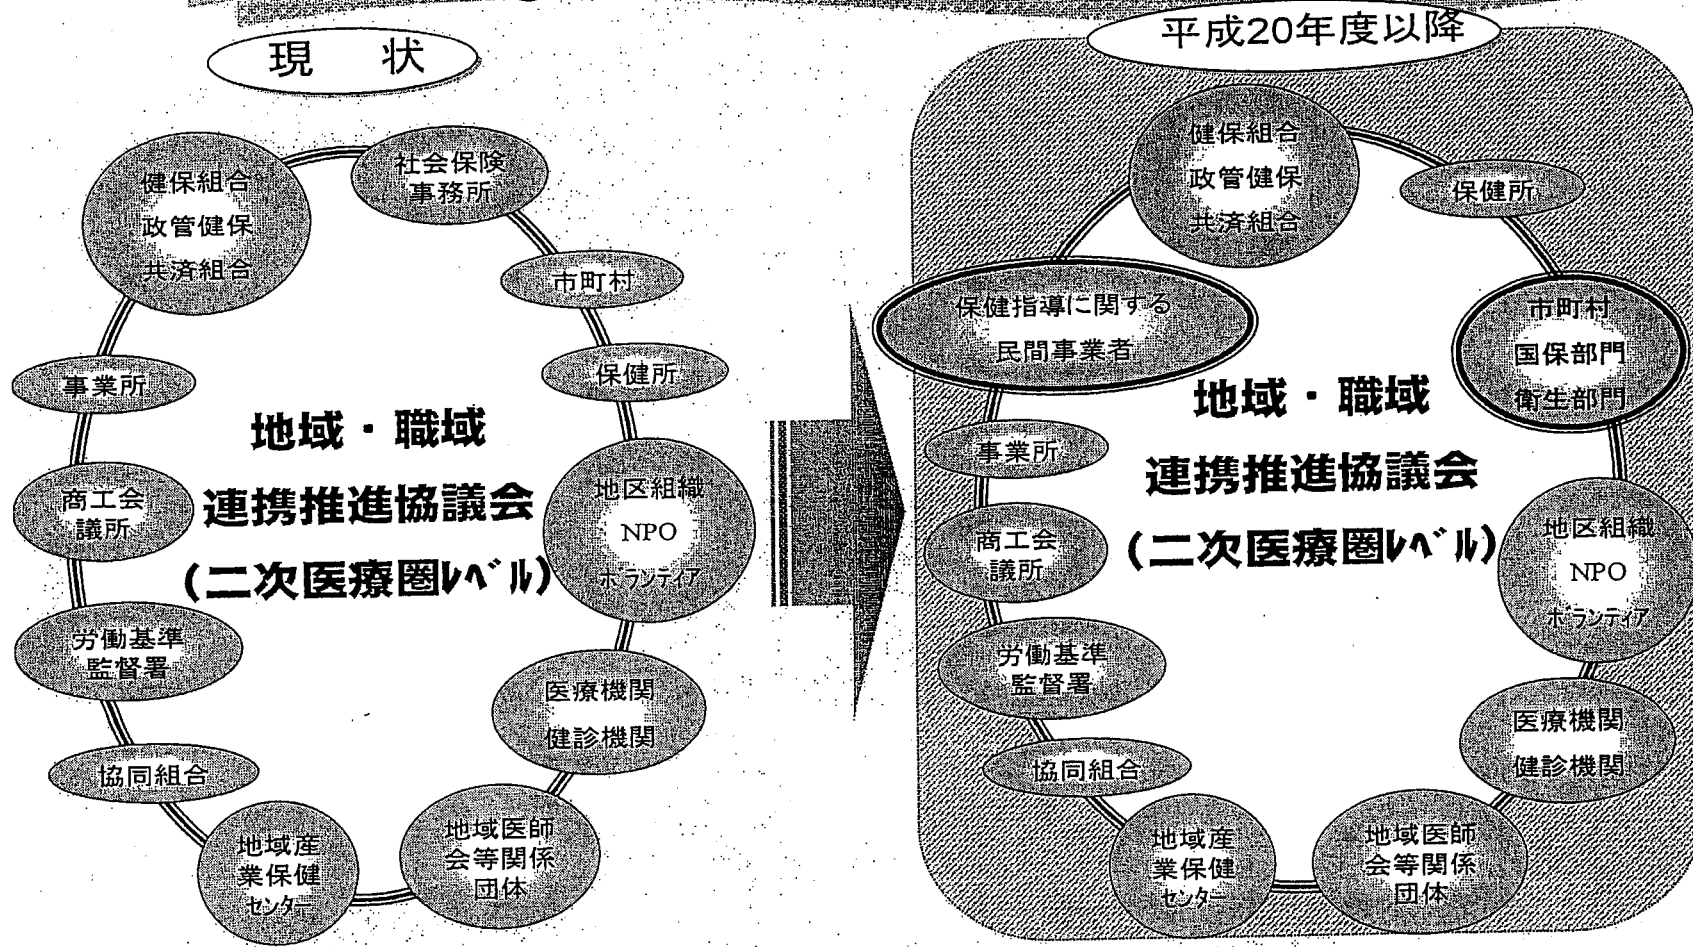 現 状
健保組合
政管健保
共済組合
社会保険
事務所
市町村
保健所
事業所
地域・職域
連携推進協議会
(二次医療圏ﾚﾍﾞﾙ)
商工会
議所
地区組織
NPO
ボランティア
労働基準
監督署
医療機関
健診機関
協同組合
地域産
業保健
センター
地域医師
会等関係
団体
平成20年度以降
健保組合
政管健保
共済組合
保健所
保健指導に関する
民間事業者
市町村
国保部門
衛生部門
事業所
地域・職域
連携推進協議会
(二次医療圏ﾚﾍﾞﾙ)
商工会
議所
地区組織
NPO
ボランティア
労働基準
監督署
医療機関
健診機関
協同組合
地域産
業保健
センター
地域医師
会等関係
団体